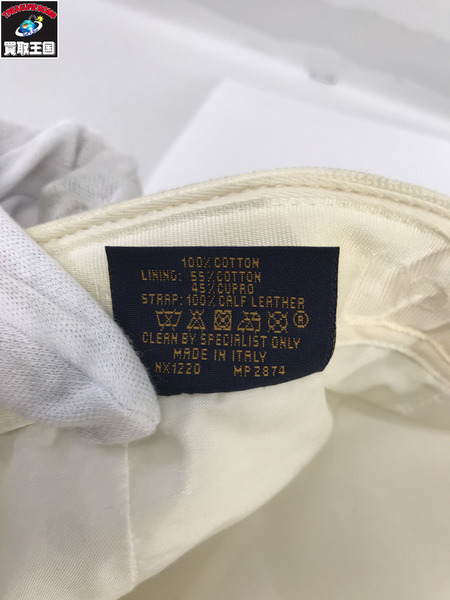 買取王国
100% COTTON
LINING: 55% COTTON
45% CUPRO
STRAP: 100% CALF LEATHER
CLEAN BY SPECIALIST ONLY
MADE IN ITALY
NX1220 MP2874